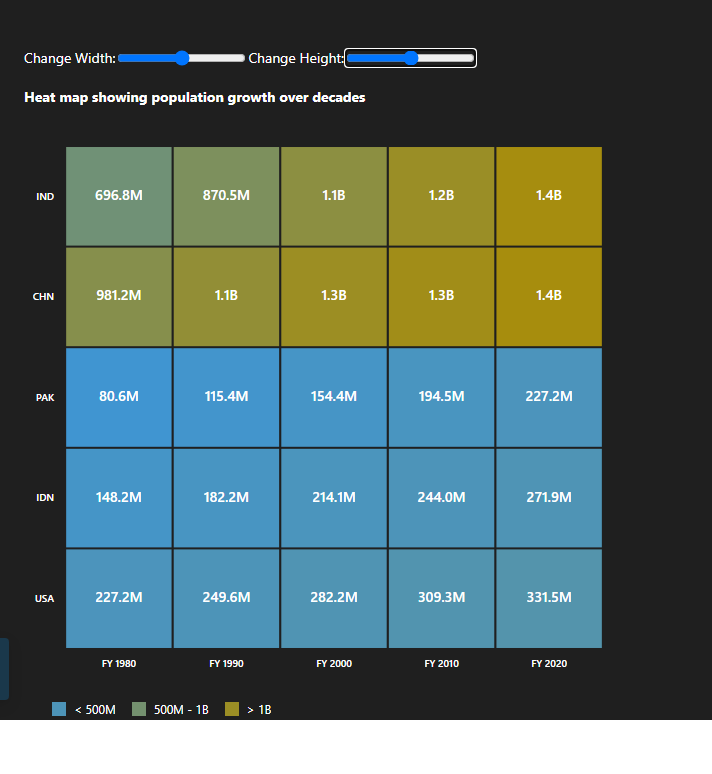 Change Width: Change Height:
Heat map showing population growth over decades
IND 696.8M 870.5M 1.1B 1.2B 1.4B
CHN 981.2M 1.1B 1.3B 1.3B 1.4B
PAK 80.6M 115.4M 154.4M 194.5M 227.2M
IDN 148.2M 182.2M 214.1M 244.0M 271.9M
USA 227.2M 249.6M 282.2M 309.3M 331.5M
FY 1980 FY 1990 FY 2000 FY 2010 FY 2020
< 500M 500M - 1B > 1B